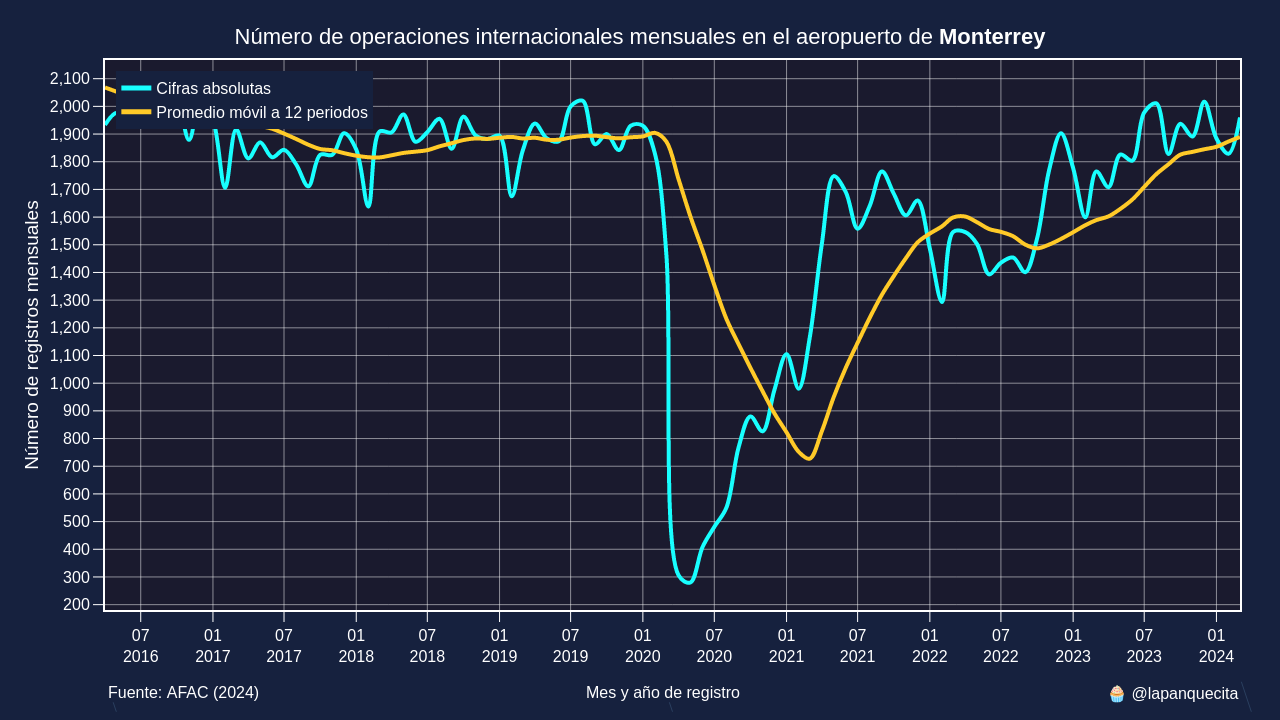 Número de operaciones internacionales mensuales en el aeropuerto de Monterrey
Cifras absolutas
Promedio móvil a 12 periodos
Número de registros mensuales
2,100
2,000
1,900
1,800
1,700
1,600
1,500
1,400
1,300
1,200
1,100
1,000
900
800
700
600
500
400
300
200
07 01 07 01 07 01 07 01 07 01 07 01 07 01 07 01
2016 2017 2017 2018 2018 2019 2019 2020 2020 2021 2021 2022 2022 2023 2023 2024
Fuente: AFAC (2024)
Mes y año de registro
🧁 @lapanquecita